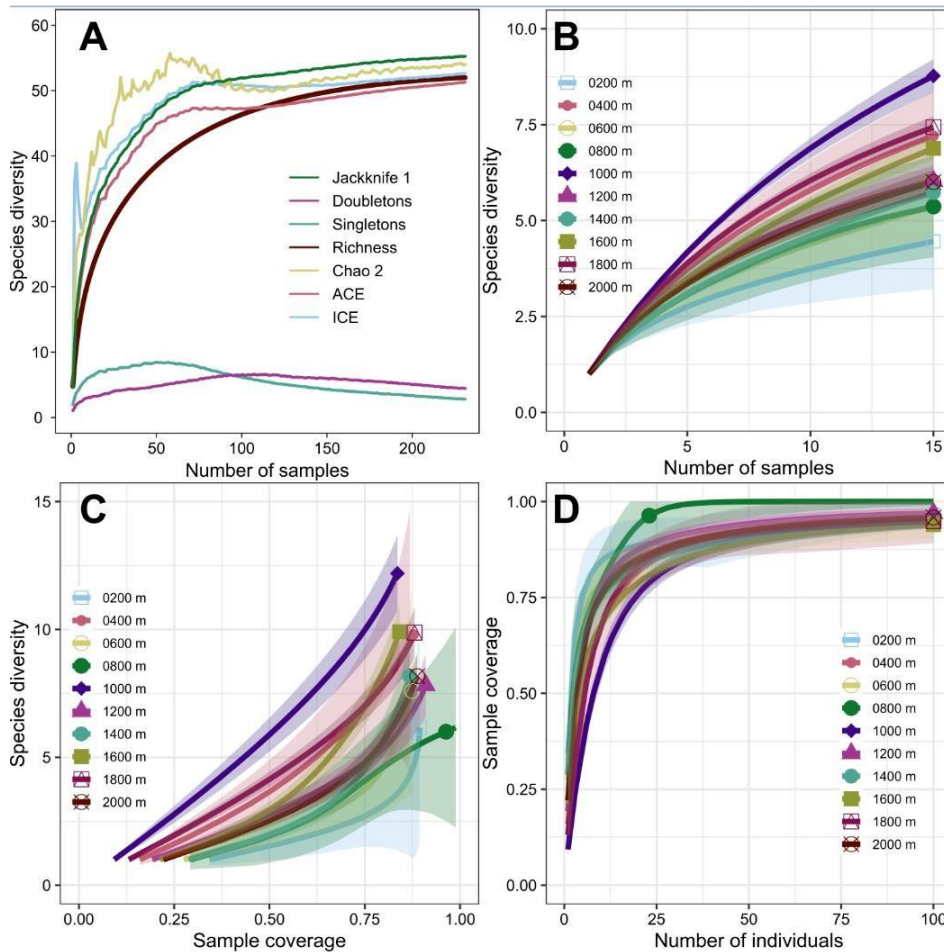 A
60
50
40
30
20
10
0
Species diversity
Jackknife 1
Doubletons
Singletons
Richness
Chao 2
ACE
ICE
0
50
100
150
200
Number of samples
B
10.0
7.5
5.0
2.5
0.0
Species diversity
0200 m
0400 m
0600 m
0800 m
1000 m
1200 m
1400 m
1600 m
1800 m
2000 m
0
5
10
15
Number of samples
C
15
10
5
0
Species diversity
0200 m
0400 m
0600 m
0800 m
1000 m
1200 m
1400 m
1600 m
1800 m
2000 m
0.00
0.25
0.50
0.75
1.00
Sample coverage
D
1.00
0.75
0.50
0.25
0.00
Sample coverage
0200 m
0400 m
0600 m
0800 m
1000 m
1200 m
1400 m
1600 m
1800 m
2000 m
0
25
50
75
100
Number of individuals